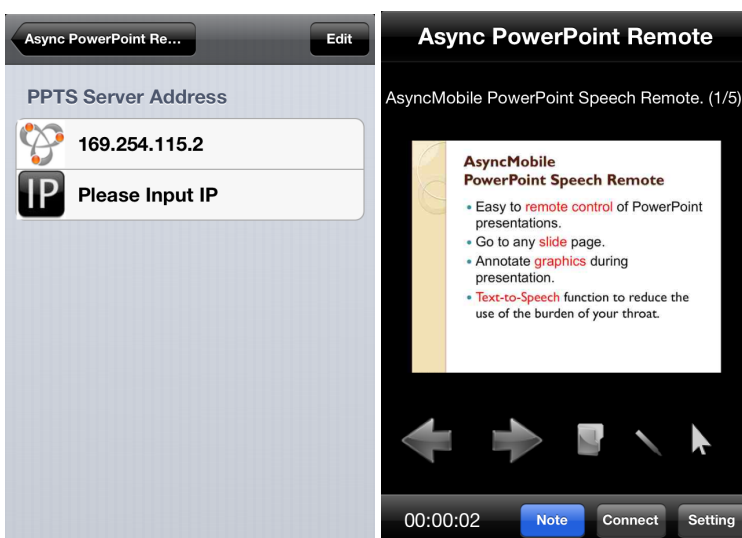 Async PowerPoint Re...
Edit
PPTS Server Address
169.254.115.2
IP
Please Input IP
Async PowerPoint Remote
AsyncMobile PowerPoint Speech Remote. (1/5)
AsyncMobile
PowerPoint Speech Remote
• Easy to remote control of PowerPoint
presentations.
• Go to any slide page.
• Annotate graphics during
presentation.
• Text-to-Speech function to reduce the
use of the burden of your throat.
00:00:02
Note
Connect
Setting